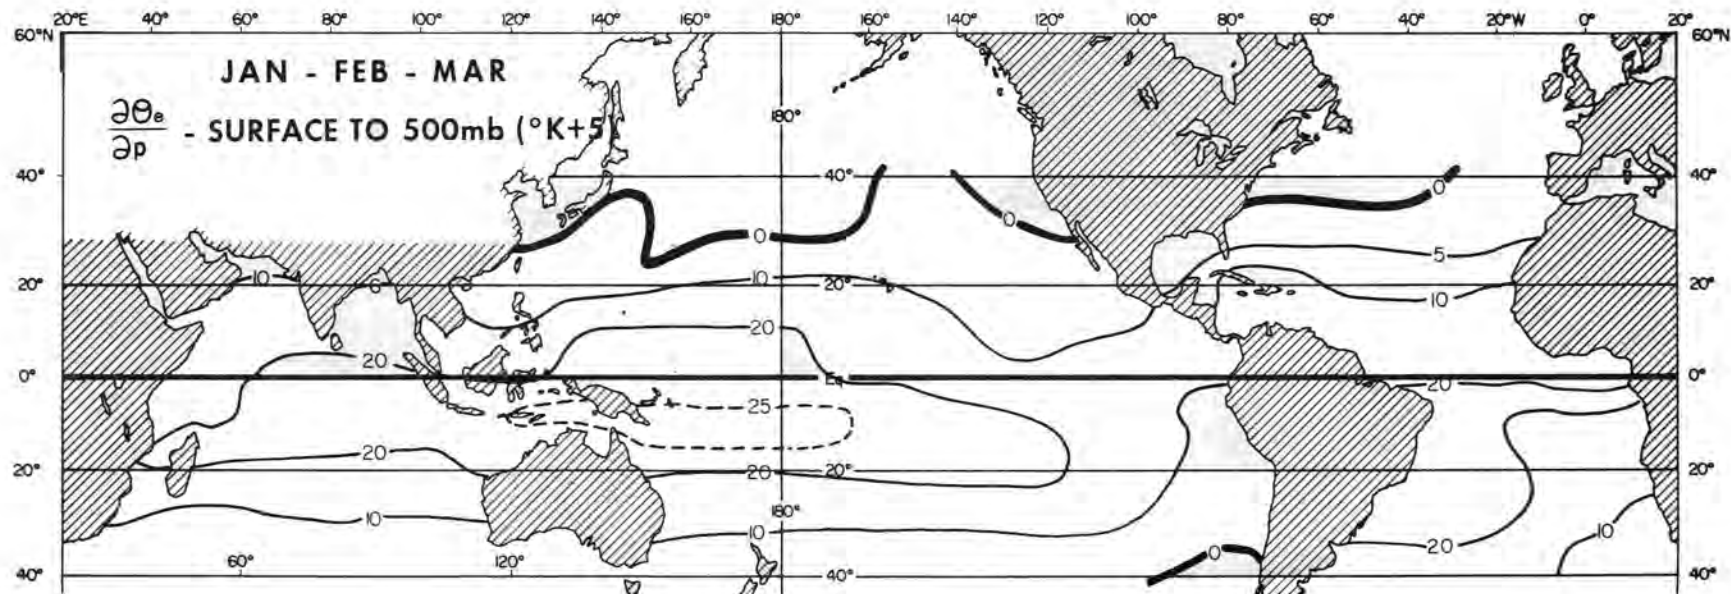 20°E 40° 60° 80° 100° 120° 140° 160° 180° 160° 140° 120° 100° 80° 60° 40° 20°W 0° 20°
60°N 60°N
JAN - FEB - MAR
∂Θe/∂p - SURFACE TO 500mb (°K+5)
180°
40° 40° 40°
0 0 0 0
5
10 10 20° 10
20° 6 20° 20°
20
20
0° 0° 0°
20 25
20 20° 20 20° 20°
180°
10 10 20 10
60° 120° 0
40° 40° 40°